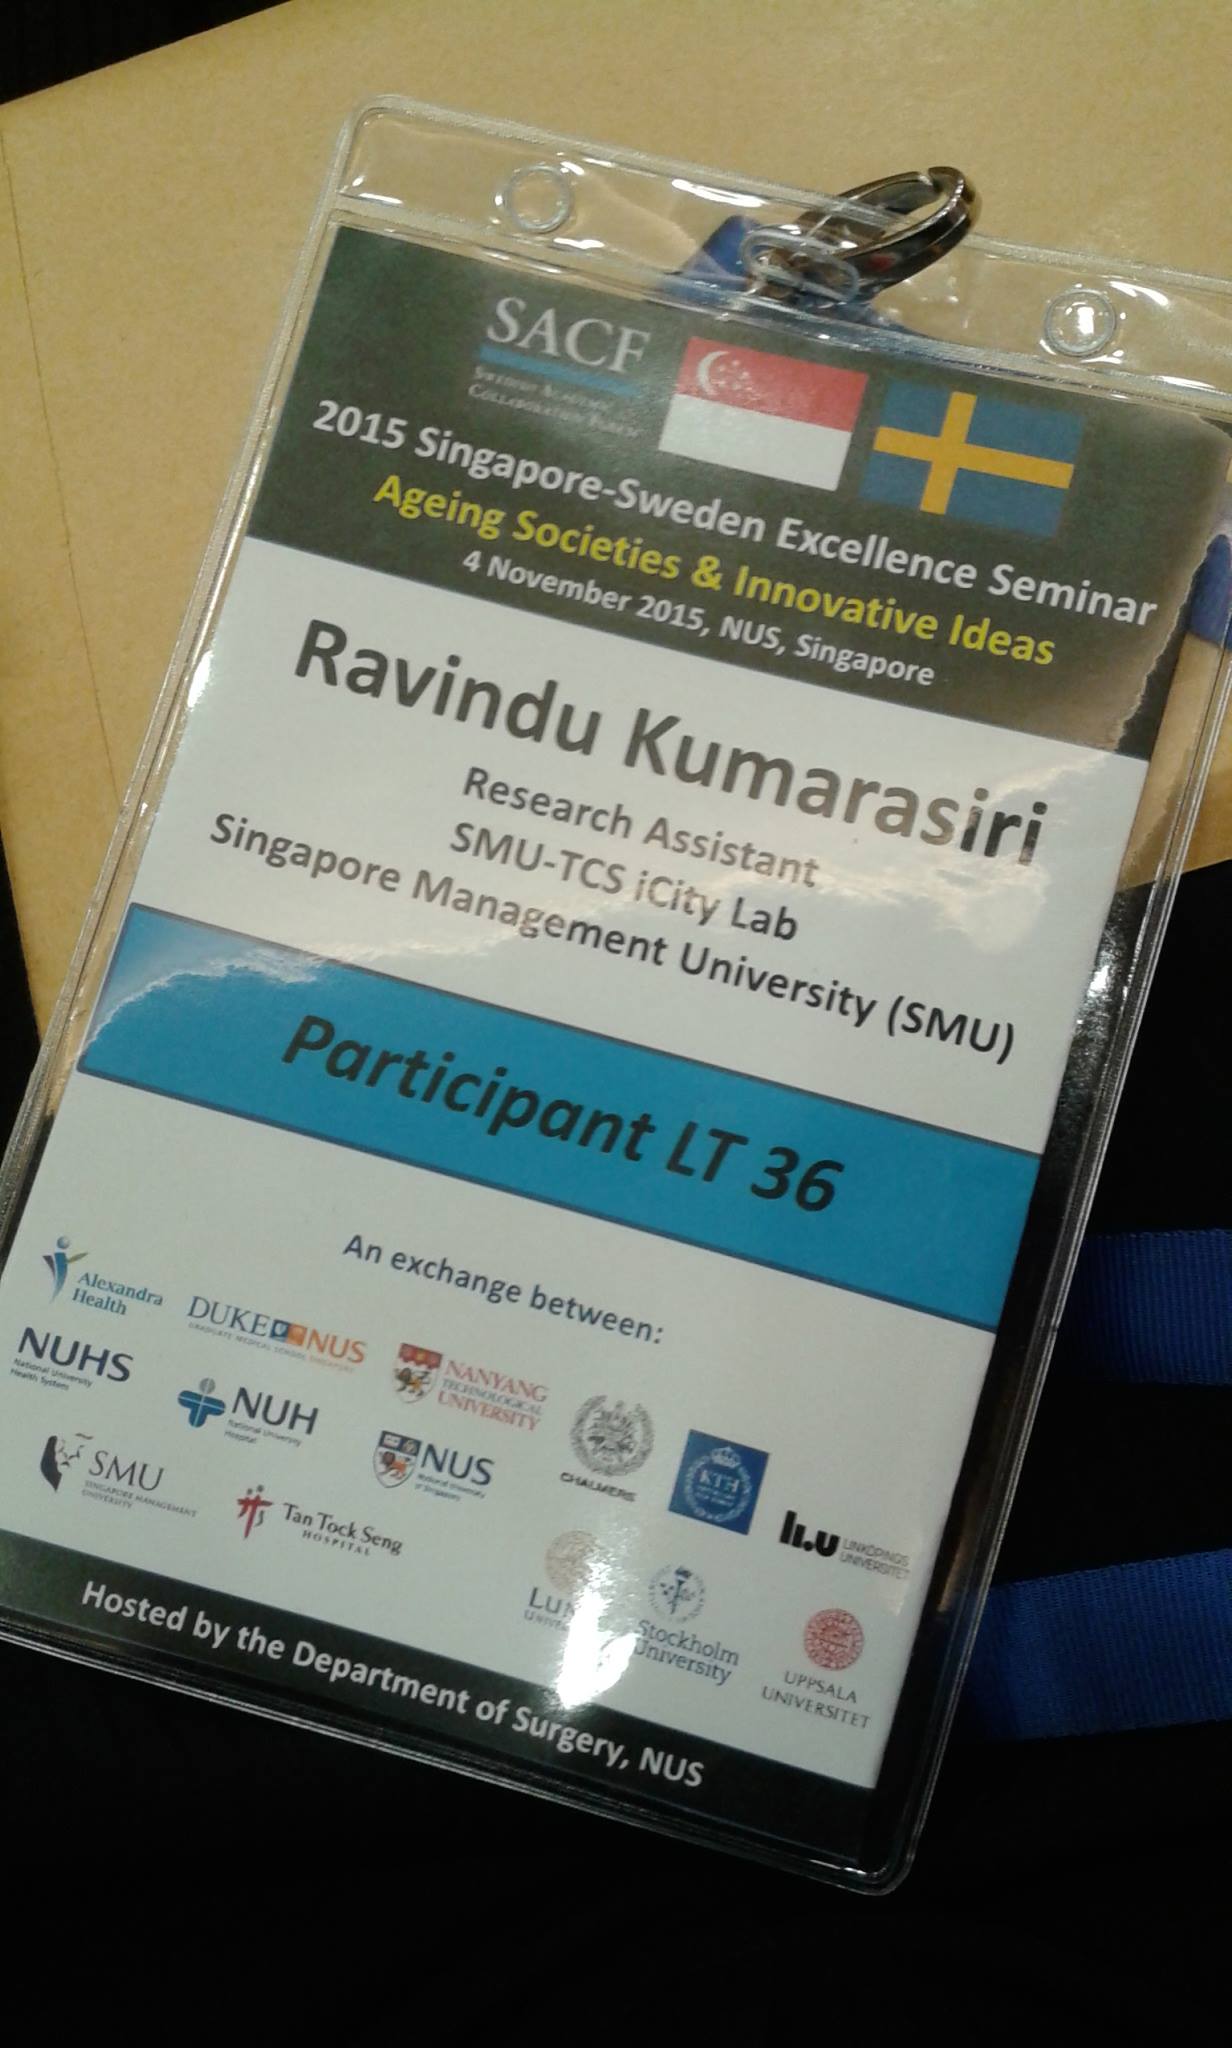 SACF
Swedish Academic
Collaboration Forum
2015 Singapore-Sweden Excellence Seminar
Ageing Societies & Innovative Ideas
4 November 2015, NUS, Singapore
Ravindu Kumarasiri
Research Assistant
SMU-TCS iCity Lab
Singapore Management University (SMU)
Participant LT 36
An exchange between:
Alexandra
Health
DUKE NUS
GRADUATE MEDICAL SCHOOL SINGAPORE
NANYANG
TECHNOLOGICAL
UNIVERSITY
NUHS
National University
Health System
NUH
National University
Hospital
NUS
National University
of Singapore
CHALMERS
KTH
LiU LINKÖPINGS
UNIVERSITET
SMU
SINGAPORE MANAGEMENT
UNIVERSITY
Tan Tock Seng
HOSPITAL
Stockholm
University
UPPSALA
UNIVERSITET
Hosted by the Department of Surgery, NUS